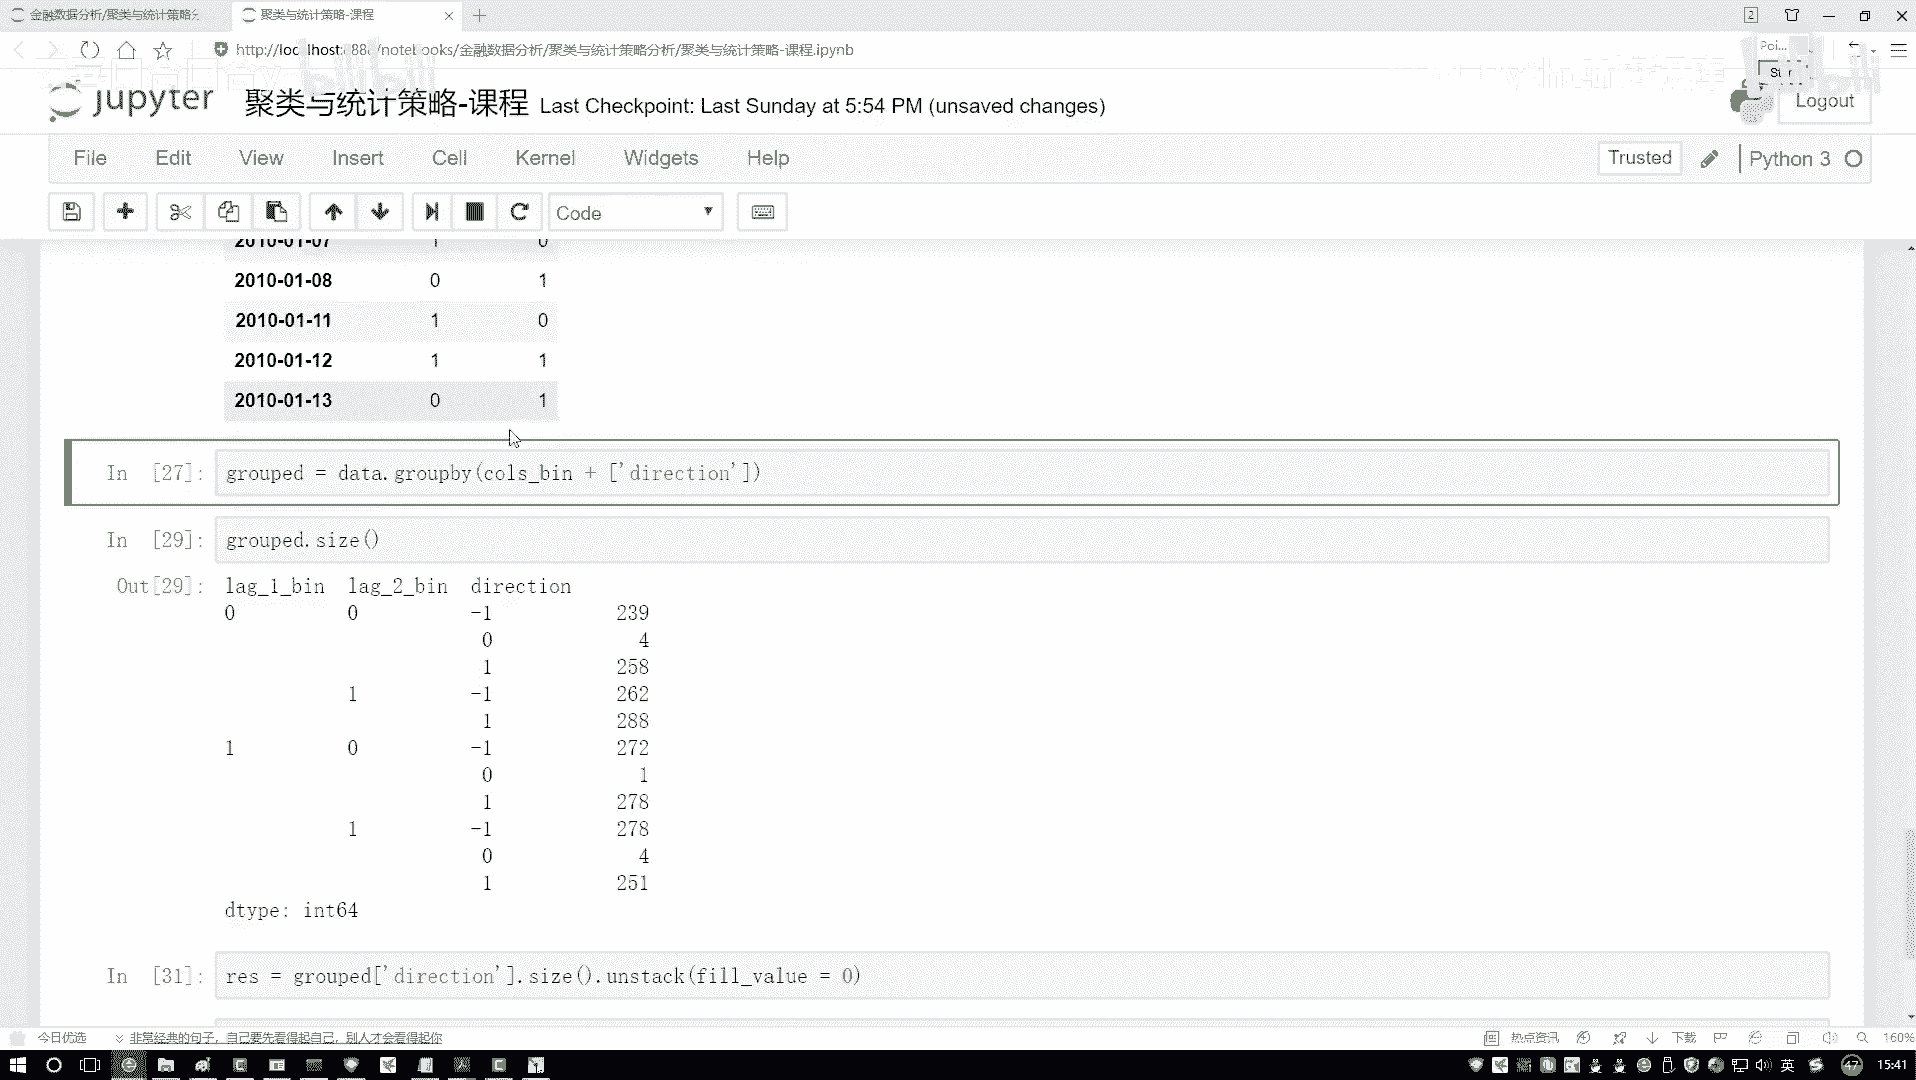 金融数据分析/聚类与统计策略分
聚类与统计策略-课程
2
http://localhost:888/notebooks/金融数据分析/聚类与统计策略分析/聚类与统计策略-课程.ipynb
Poi...
jupyter 聚类与统计策略-课程 Last Checkpoint: Last Sunday at 5:54 PM (unsaved changes)
Logout
File Edit View Insert Cell Kernel Widgets Help
Trusted Python 3
Code
2010-01-07 1 0
2010-01-08 0 1
2010-01-11 1 0
2010-01-12 1 1
2010-01-13 0 1
In [27]: grouped = data.groupby(cols_bin + ['direction'])
In [29]: grouped.size()
Out[29]: lag_1_bin lag_2_bin direction
0 0 -1 239
0 4
1 258
1 -1 262
1 288
1 0 -1 272
0 1
1 278
1 -1 278
0 4
1 251
dtype: int64
In [31]: res = grouped['direction'].size().unstack(fill_value = 0)
今日优选 非常经典的句子，自己要先看得起自己，别人才会看得起你
热点资讯 下载 160%
英 47 15:41